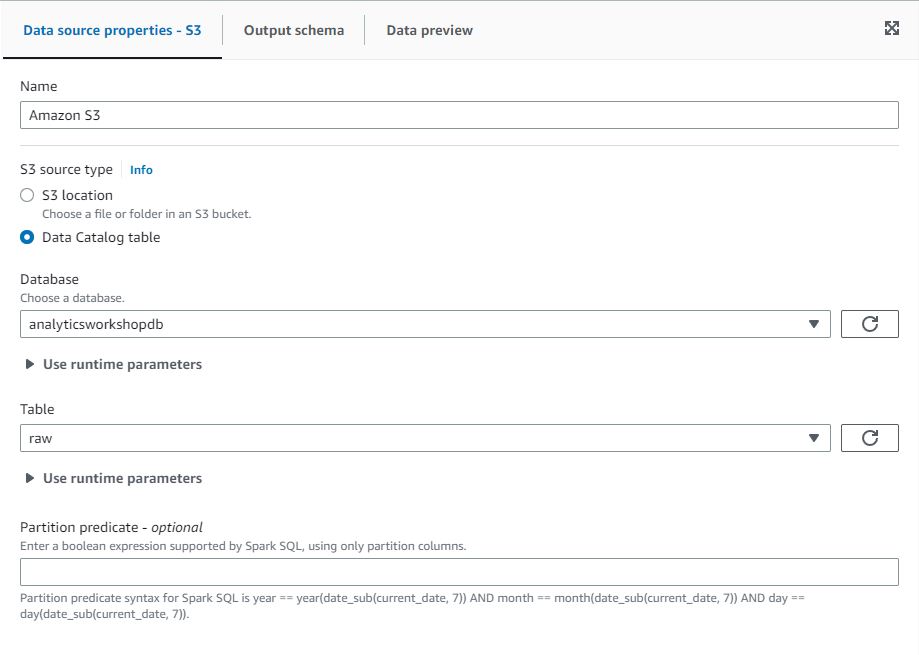 Data source properties - S3
Output schema
Data preview
Name
Amazon S3
S3 source type
Info
S3 location
Choose a file or folder in an S3 bucket.
Data Catalog table
Database
Choose a database.
analyticsworkshopdb
Use runtime parameters
Table
raw
Use runtime parameters
Partition predicate - optional
Enter a boolean expression supported by Spark SQL, using only partition columns.
Partition predicate syntax for Spark SQL is year == year(date_sub(current_date, 7)) AND month == month(date_sub(current_date, 7)) AND day ==
day(date_sub(current_date, 7)).